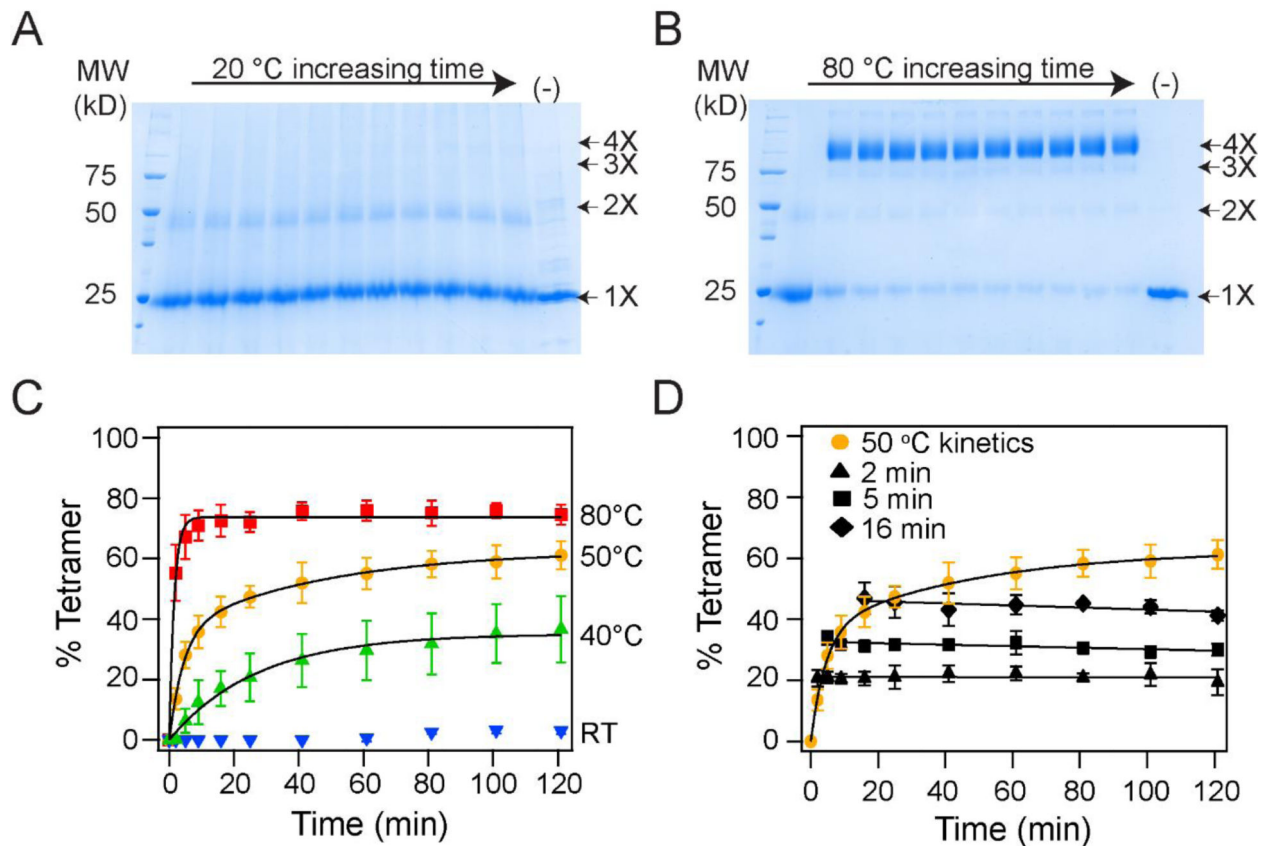 A
MW
(kD)
20 °C increasing time
(-)
75
50
25
4X
3X
2X
1X
B
MW
(kD)
80 °C increasing time
(-)
75
50
25
4X
3X
2X
1X
C
% Tetramer
100
80
60
40
20
0
80°C
50°C
40°C
RT
0 20 40 60 80 100 120
Time (min)
D
% Tetramer
100
80
60
40
20
0
50 °C kinetics
2 min
5 min
16 min
0 20 40 60 80 100 120
Time (min)